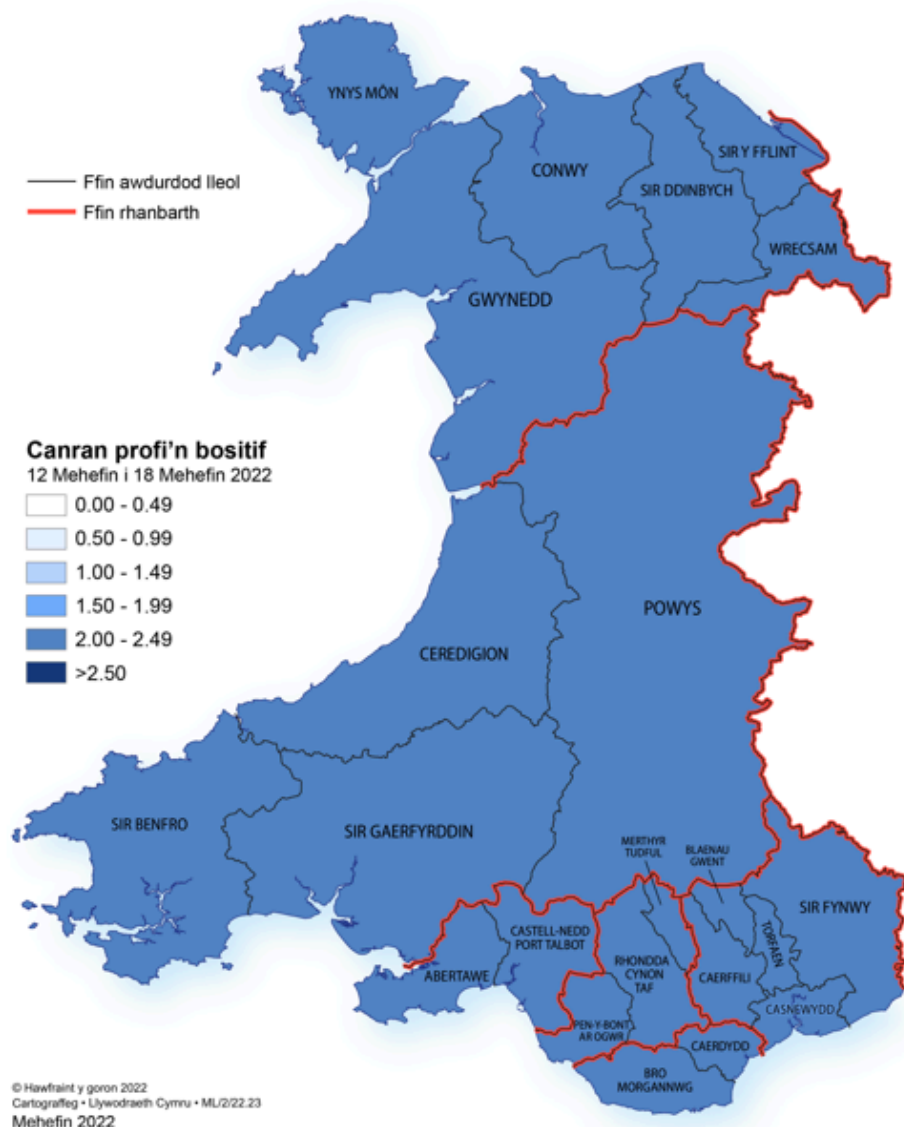 YNYS MÔN
Ffin awdurdod lleol
Ffin rhanbarth
CONWY
SIR DDINBYCH
SIR Y FFLINT
WRECSAM
GWYNEDD
Canran profi'n bositif
12 Mehefin i 18 Mehefin 2022
0.00 - 0.49
0.50 - 0.99
1.00 - 1.49
1.50 - 1.99
2.00 - 2.49
>2.50
POWYS
CEREDIGION
SIR BENFRO
SIR GAERFYRDDIN
MERTHYR
TUDFUL
BLAENAU
GWENT
SIR FYNWY
CASTELL-NEDD
PORT TALBOT
ABERTAWE
RHONDDA
CYNON
TAF
CAERFFILI
TORFAEN
CASNEWYDD
PEN-Y-BONT
AR OGWR
CAERDYDD
BRO
MORGANNWG
© Hawfraint y goron 2022
Cartograffeg • Llywodraeth Cymru • ML/2/22.23
Mehefin 2022